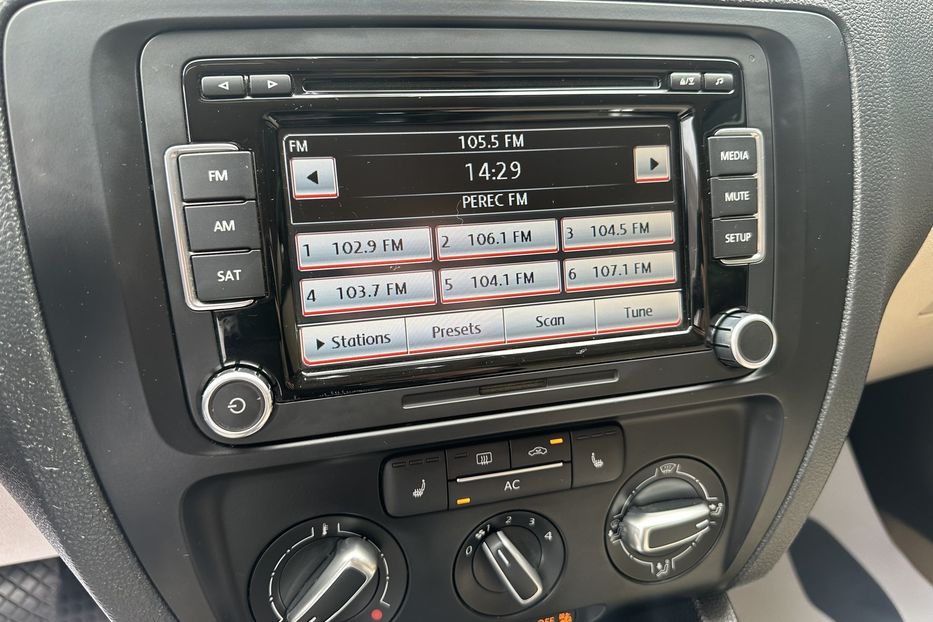 FM 105.5 FM
14:29
PEREC FM
1 102.9 FM 2 106.1 FM 3 104.5 FM
4 103.7 FM 5 104.1 FM 6 107.1 FM
Stations Presets Scan Tune
FM
AM
SAT
MEDIA
MUTE
SETUP
AC
0 1 2 3 4
OFF